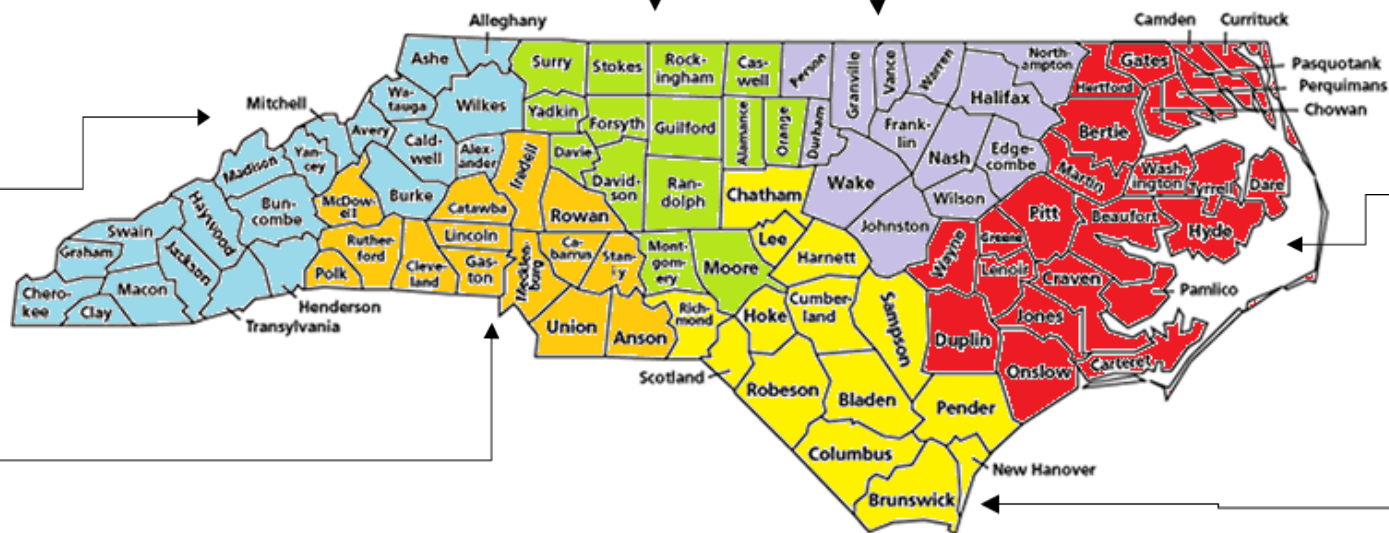 Alleghany
Camden
Currituck
Ashe
Surry
Stokes
Rock-
ingham
Cas-
well
Person
Granville
Vance
Warren
North-
ampton
Gates
Pasquotank
Hertford
Perquimans
Wa-
tauga
Wilkes
Halifax
Mitchell
Chowan
Avery
Yadkin
Forsyth
Guilford
Alamance
Orange
Durham
Frank-
lin
Bertie
Cald-
well
Alex-
ander
Iredell
Davie
Nash
Edge-
combe
Madison
Yan-
cey
Burke
McDow-
ell
David-
son
Ran-
dolph
Chatham
Wake
Wilson
Martin
Wash-
ington
Tyrrell
Dare
Haywood
Bun-
combe
Catawba
Rowan
Johnston
Pitt
Beaufort
Hyde
Swain
Graham
Jackson
Ruther-
ford
Lincoln
Ca-
barrus
Stan-
ly
Mont-
gom-
ery
Moore
Lee
Harnett
Wayne
Greene
Lenoir
Craven
Polk
Cleve-
land
Gas-
ton
Mecklen-
burg
Chero-
kee
Macon
Clay
Henderson
Transylvania
Union
Anson
Rich-
mond
Hoke
Cumber-
land
Sampson
Duplin
Jones
Pamlico
Scotland
Robeson
Bladen
Pender
Onslow
Carteret
Columbus
New Hanover
Brunswick